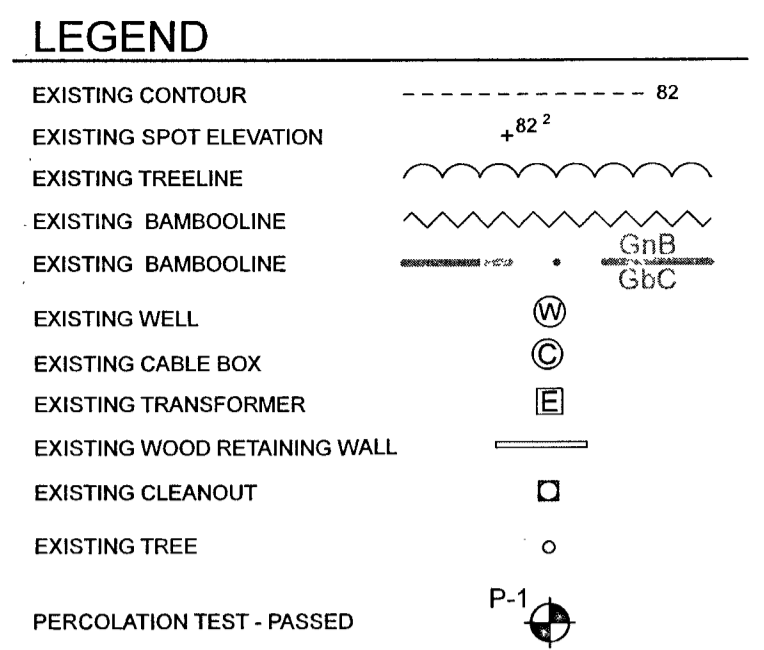 LEGEND
EXISTING CONTOUR 82
EXISTING SPOT ELEVATION +82 ²
EXISTING TREELINE
EXISTING BAMBOOLINE
EXISTING BAMBOOLINE GnB
GbC
EXISTING WELL W
EXISTING CABLE BOX C
EXISTING TRANSFORMER E
EXISTING WOOD RETAINING WALL
EXISTING CLEANOUT
EXISTING TREE
PERCOLATION TEST - PASSED P-1